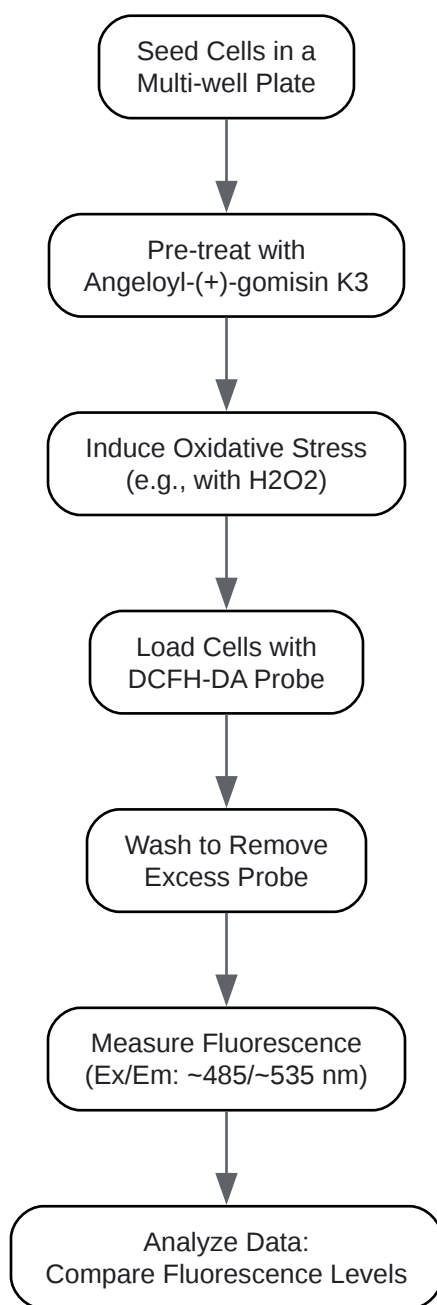 Seed Cells in a
Multi-well Plate
Pre-treat with
Angeloyl-(+)-gomisin K3
Induce Oxidative Stress
(e.g., with H2O2)
Load Cells with
DCFH-DA Probe
Wash to Remove
Excess Probe
Measure Fluorescence
(Ex/Em: ~485/~535 nm)
Analyze Data:
Compare Fluorescence Levels